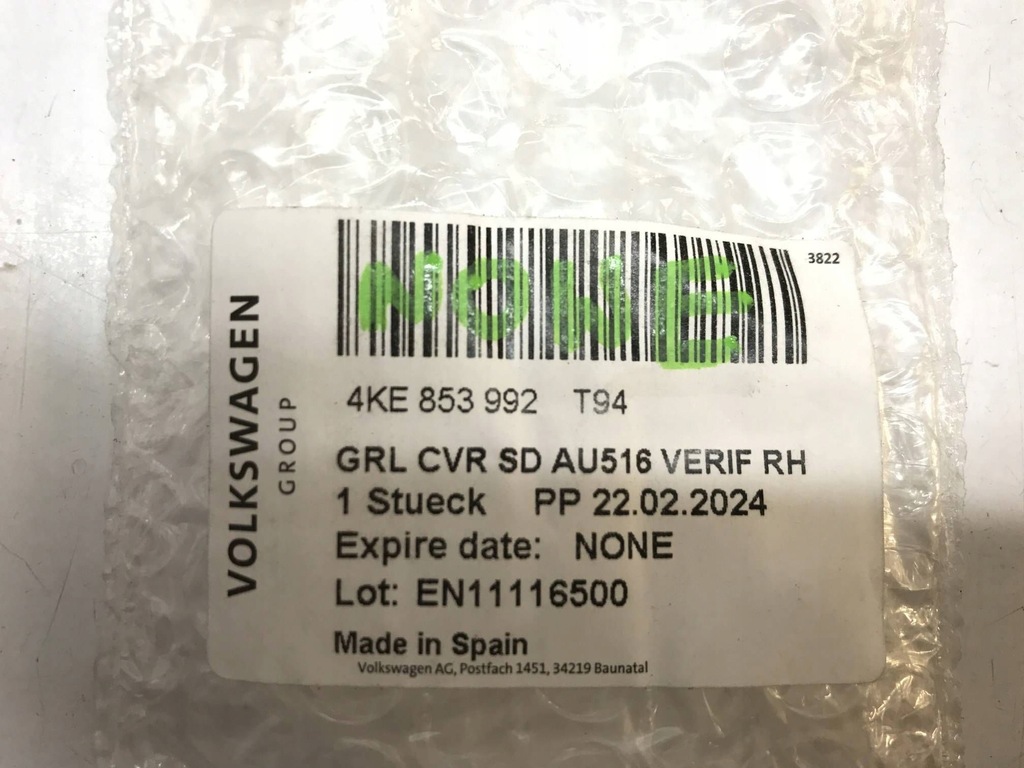 VOLKSWAGEN
GROUP
3822
NOWE
4KE 853 992 T94
GRL CVR SD AU516 VERIF RH
1 Stueck PP 22.02.2024
Expire date: NONE
Lot: EN11116500
Made in Spain
Volkswagen AG, Postfach 1451, 34219 Baunatal